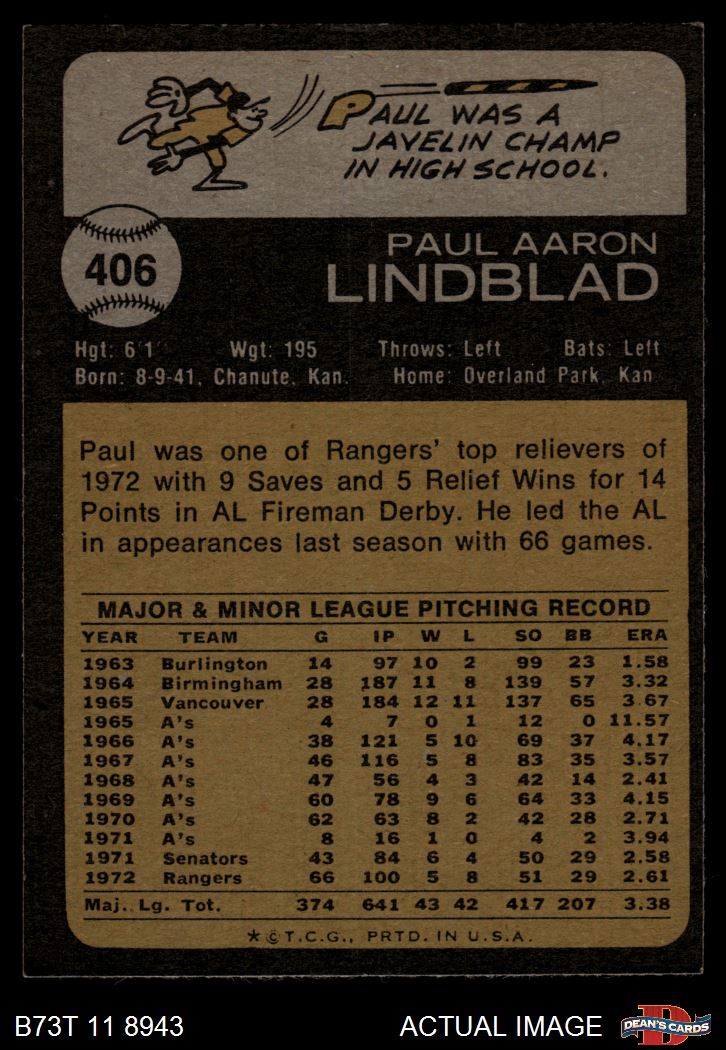 PAUL WAS A
JAVELIN CHAMP
IN HIGH SCHOOL.
406
PAUL AARON
LINDBLAD
Hgt: 6'1" Wgt: 195 Throws: Left Bats: Left
Born: 8-9-41, Chanute, Kan. Home: Overland Park, Kan
Paul was one of Rangers' top relievers of
1972 with 9 Saves and 5 Relief Wins for 14
Points in AL Fireman Derby. He led the AL
in appearances last season with 66 games.
MAJOR & MINOR LEAGUE PITCHING RECORD
YEAR TEAM G IP W L SO BB ERA
1963 Burlington 14 97 10 2 99 23 1.58
1964 Birmingham 28 187 11 8 139 57 3.32
1965 Vancouver 28 184 12 11 137 65 3.67
1965 A's 4 7 0 1 12 0 11.57
1966 A's 38 121 5 10 69 37 4.17
1967 A's 46 116 5 8 83 35 3.57
1968 A's 47 56 4 3 42 14 2.41
1969 A's 60 78 9 6 64 33 4.15
1970 A's 62 63 8 2 42 28 2.71
1971 A's 8 16 1 0 4 2 3.94
1971 Senators 43 84 6 4 50 29 2.58
1972 Rangers 66 100 5 8 51 29 2.61
Maj. Lg. Tot. 374 641 43 42 417 207 3.38
*©T.C.G., PRTD. IN U.S.A.
B73T 11 8943 ACTUAL IMAGE DEAN'S CARDS